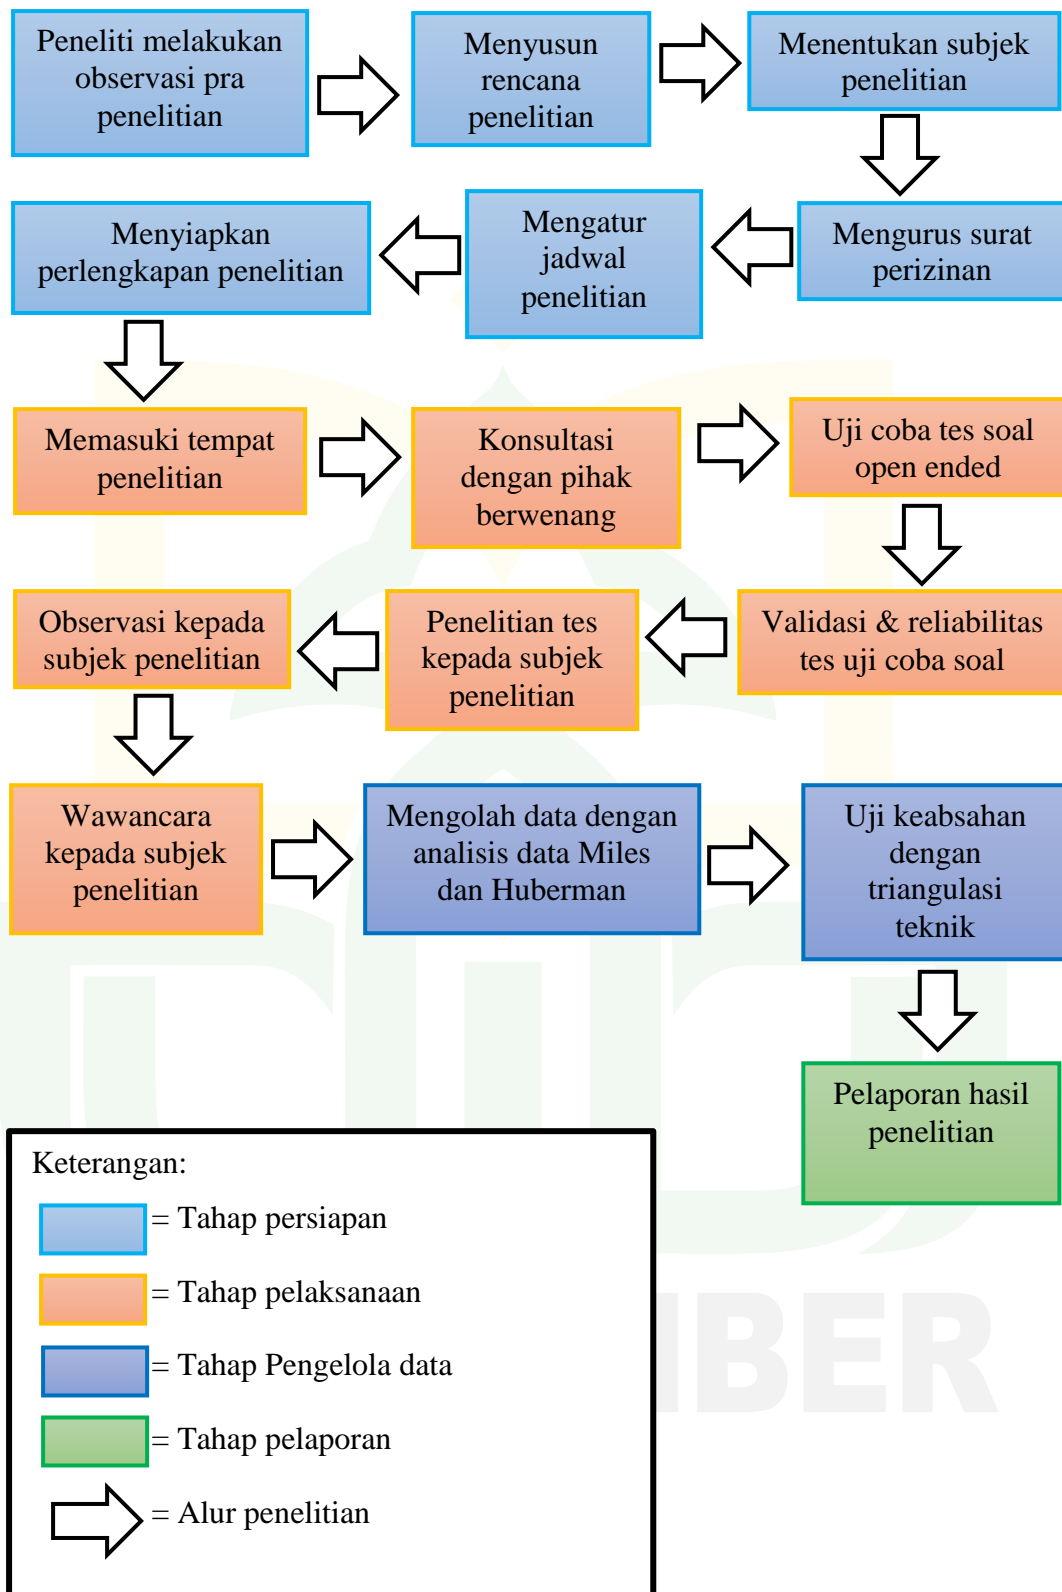 Peneliti melakukan
observasi pra
penelitian
Menyusun
rencana
penelitian
Menentukan subjek
penelitian
Mengurus surat
perizinan
Mengatur
jadwal
penelitian
Menyiapkan
perlengkapan penelitian
Memasuki tempat
penelitian
Konsultasi
dengan pihak
berwenang
Uji coba tes soal
open ended
Validasi & reliabilitas
tes uji coba soal
Penelitian tes
kepada subjek
penelitian
Observasi kepada
subjek penelitian
Wawancara
kepada subjek
penelitian
Mengolah data dengan
analisis data Miles
dan Huberman
Uji keabsahan
dengan
triangulasi
teknik
Pelaporan hasil
penelitian
Keterangan:
= Tahap persiapan
= Tahap pelaksanaan
= Tahap Pengelola data
= Tahap pelaporan
= Alur penelitian